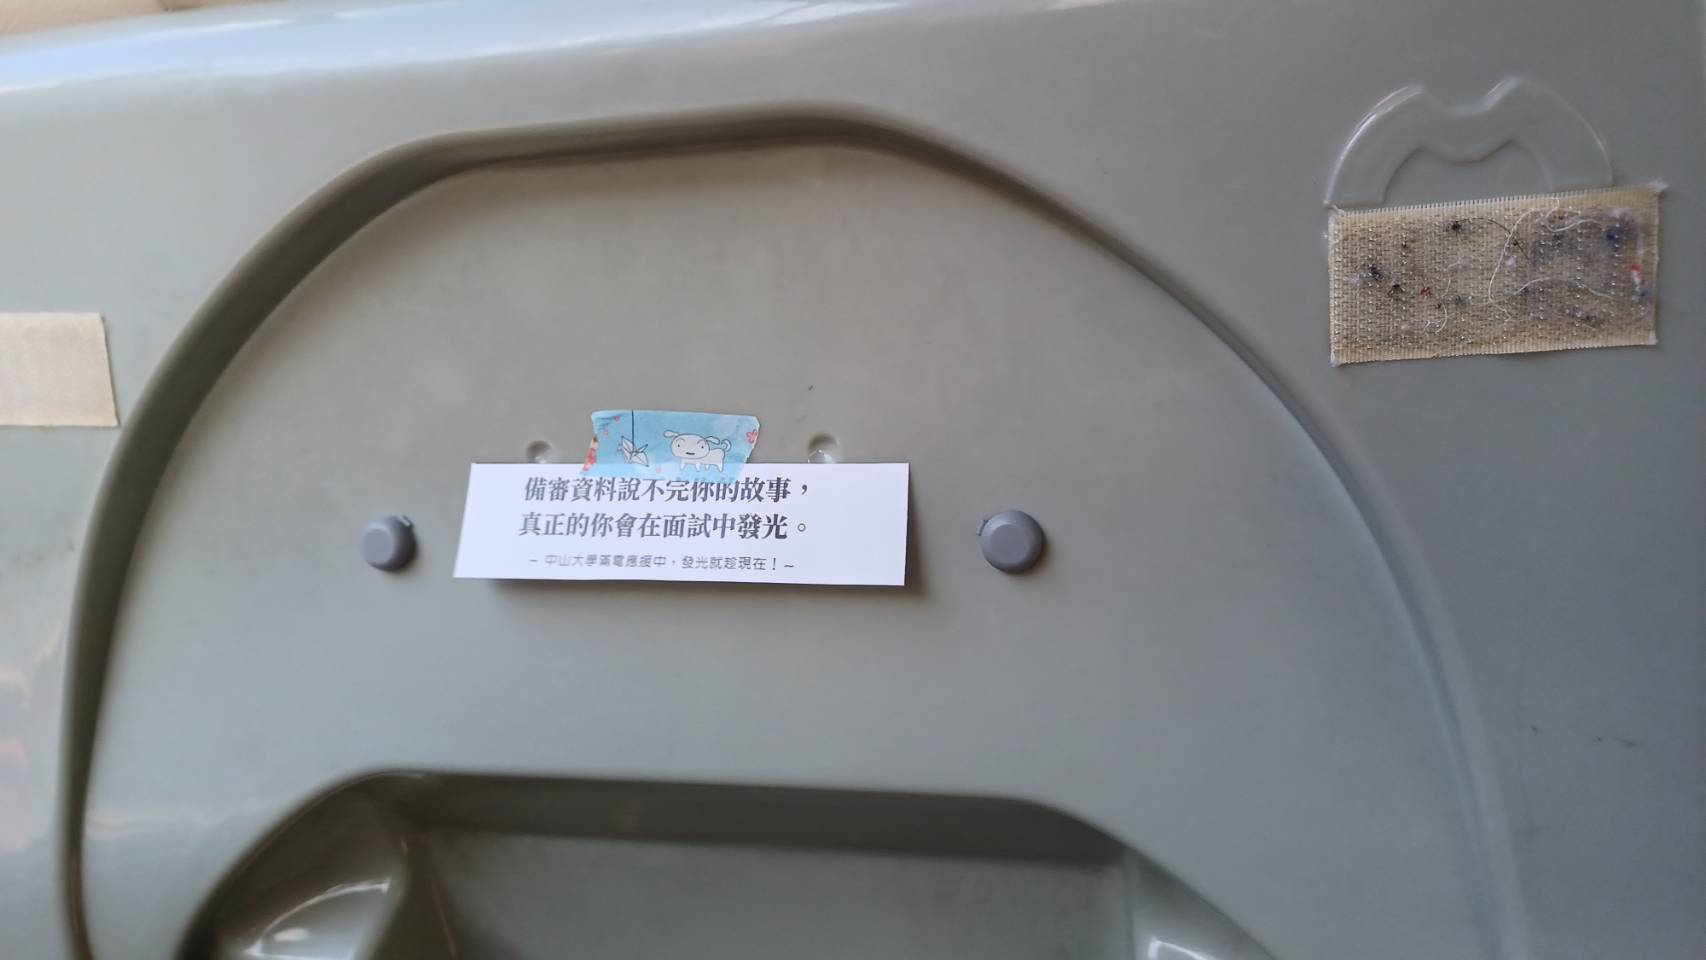 備審資料說不完你的故事，
真正的你會在面試中發光。
~ 中山大學滿電應援中，發光就趁現在！~